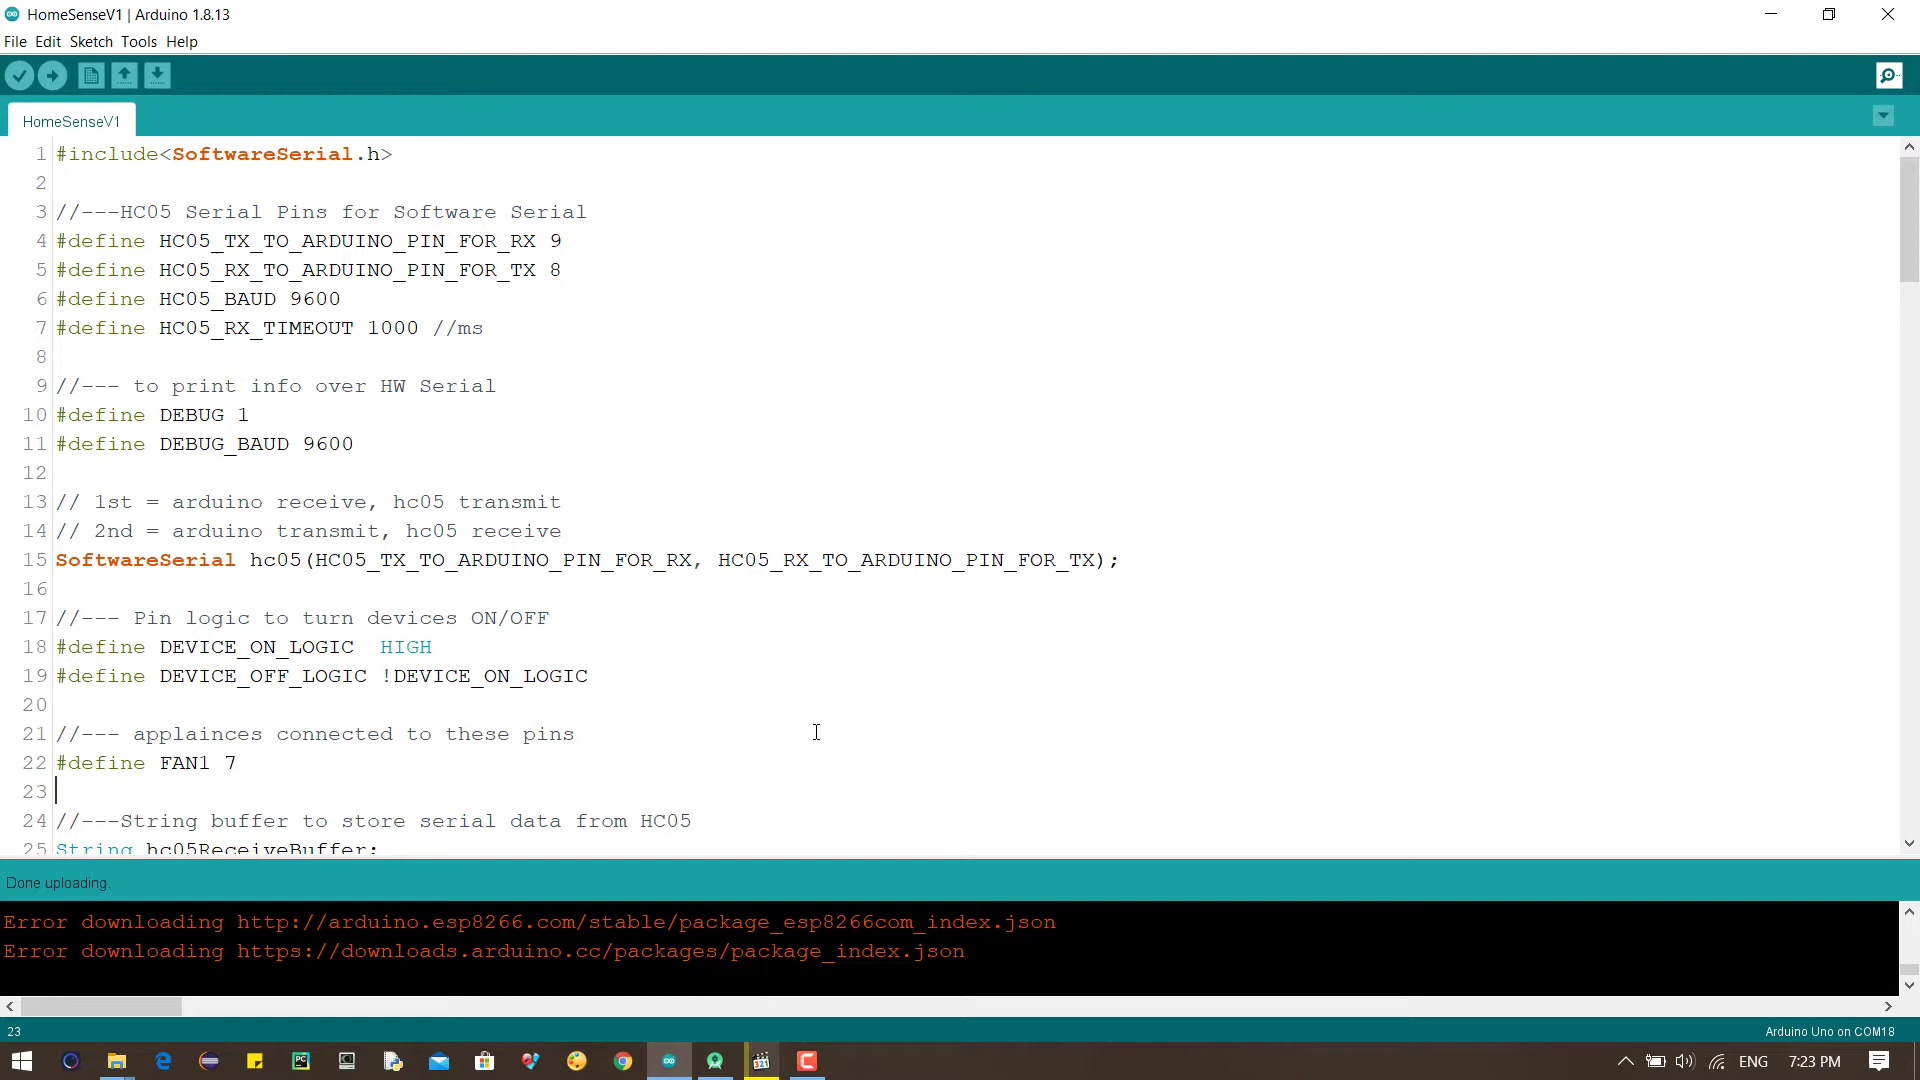 HomeSenseV1 | Arduino 1.8.13
File Edit Sketch Tools Help
HomeSenseV1
1 #include<SoftwareSerial.h>
2
3 //---HC05 Serial Pins for Software Serial
4 #define HC05_TX_TO_ARDUINO_PIN_FOR_RX 9
5 #define HC05_RX_TO_ARDUINO_PIN_FOR_TX 8
6 #define HC05_BAUD 9600
7 #define HC05_RX_TIMEOUT 1000 //ms
8
9 //--- to print info over HW Serial
10 #define DEBUG 1
11 #define DEBUG_BAUD 9600
12
13 // 1st = arduino receive, hc05 transmit
14 // 2nd = arduino transmit, hc05 receive
15 SoftwareSerial hc05(HC05_TX_TO_ARDUINO_PIN_FOR_RX, HC05_RX_TO_ARDUINO_PIN_FOR_TX);
16
17 //--- Pin logic to turn devices ON/OFF
18 #define DEVICE_ON_LOGIC  HIGH
19 #define DEVICE_OFF_LOGIC !DEVICE_ON_LOGIC
20
21 //--- applainces connected to these pins
22 #define FAN1 7
23
24 //---String buffer to store serial data from HC05
25 String hc05ReceiveBuffer;
Done uploading.
Error downloading http://arduino.esp8266.com/stable/package_esp8266com_index.json
Error downloading https://downloads.arduino.cc/packages/package_index.json
23 Arduino Uno on COM18
PC 321 ENG 7:23 PM